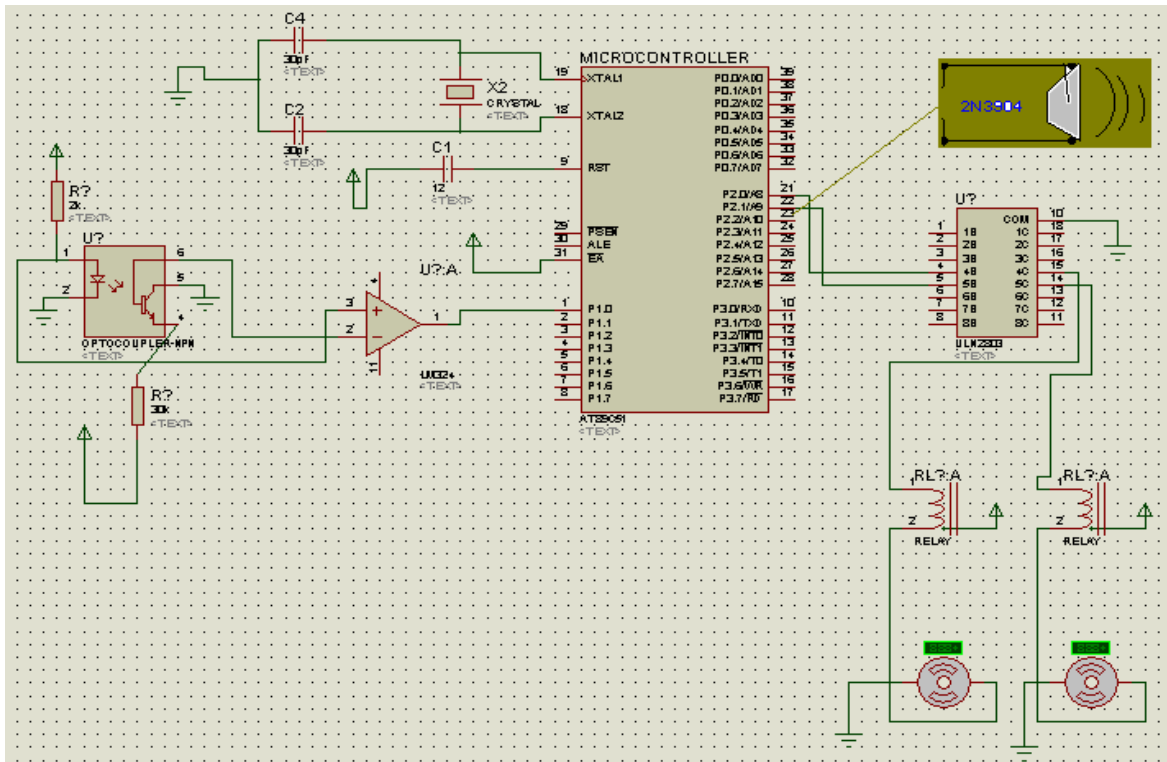 C4
30pF
<TEXT>
X2
CRYSTAL
<TEXT>
C2
30pF
<TEXT>
C1
12
<TEXT>
R?
2k
<TEXT>
U?
1
2
6
5
4
OPTOCOUPLER-NPN
<TEXT>
R?
30k
<TEXT>
U?:A
3
2
4
11
1
LM324
<TEXT>
MICROCONTROLLER
19 XTAL1
18 XTAL2
9 RST
29 PSEN
30 ALE
31 EA
1 P1.0
2 P1.1
3 P1.2
4 P1.3
5 P1.4
6 P1.5
7 P1.6
8 P1.7
P0.0/AD0 39
P0.1/AD1 38
P0.2/AD2 37
P0.3/AD3 36
P0.4/AD4 35
P0.5/AD5 34
P0.6/AD6 33
P0.7/AD7 32
P2.0/A8 21
P2.1/A9 22
P2.2/A10 23
P2.3/A11 24
P2.4/A12 25
P2.5/A13 26
P2.6/A14 27
P2.7/A15 28
P3.0/RXD 10
P3.1/TXD 11
P3.2/INT0 12
P3.3/INT1 13
P3.4/T0 14
P3.5/T1 15
P3.6/WR 16
P3.7/RD 17
AT89C51
<TEXT>
2N3904
U?
COM 10
1 1B 1C 18
2 2B 2C 17
3 3B 3C 16
4 4B 4C 15
5 5B 5C 14
6 6B 6C 13
7 7B 7C 12
8 8B 8C 11
ULN2803
<TEXT>
RL?:A
1
2
RELAY
RL?:A
1
2
RELAY